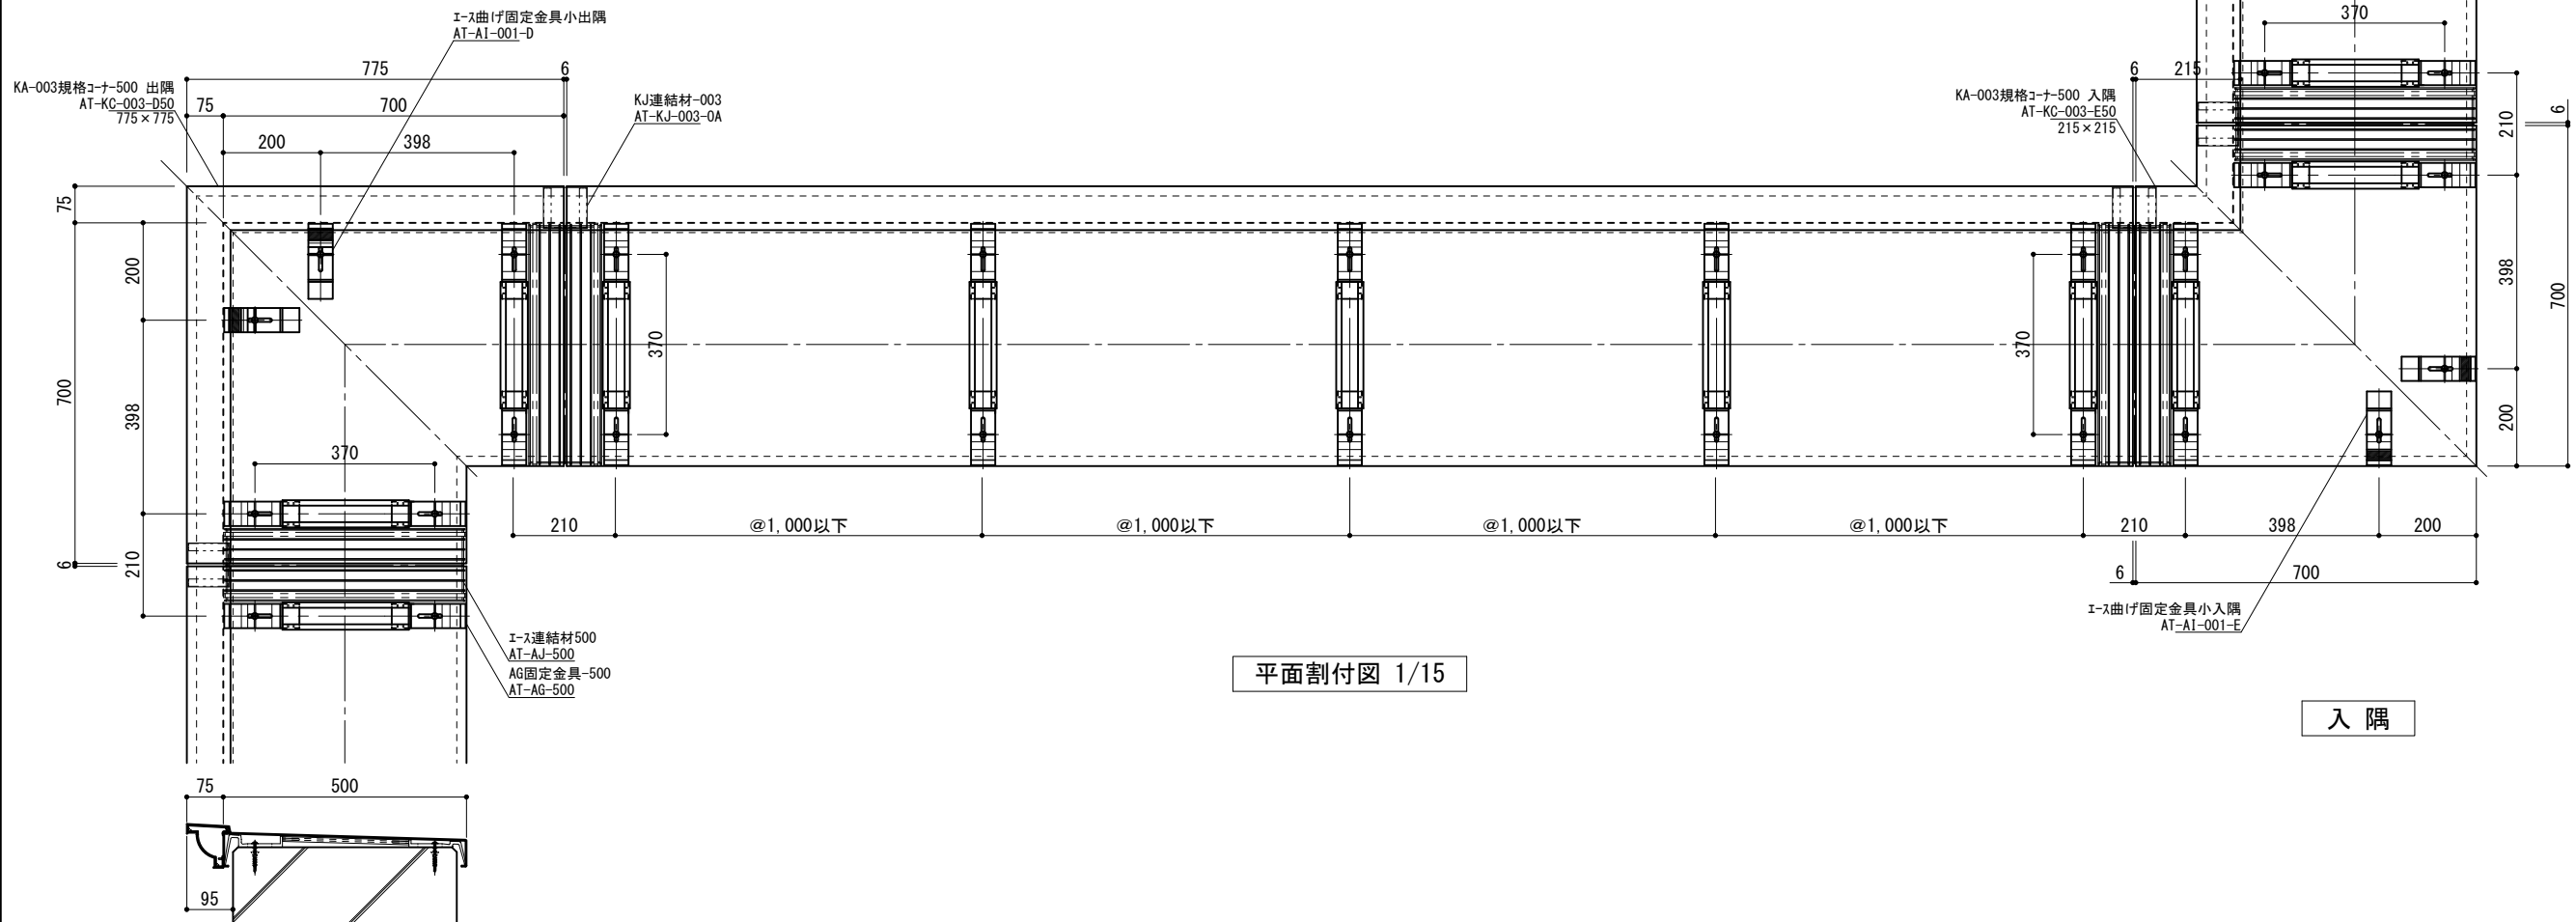 エース曲げ固定金具小出隅
AT-AI-001-D
370
775
6
6
215
KA-003規格コーナー500 出隅
AT-KC-003-D50
775×775
75
700
KJ連結材-003
AT-KJ-003-0A
KA-003規格コーナー500 入隅
AT-KC-003-E50
215×215
210
6
200
398
75
200
700
398
370
370
398
700
200
370
210
@1,000以下
@1,000以下
@1,000以下
@1,000以下
210
398
200
6
210
6
700
エース曲げ固定金具小入隅
AT-AI-001-E
エース連結材500
AT-AJ-500
AG固定金具-500
AT-AG-500
平面割付図 1/15
入 隅
75
500
95